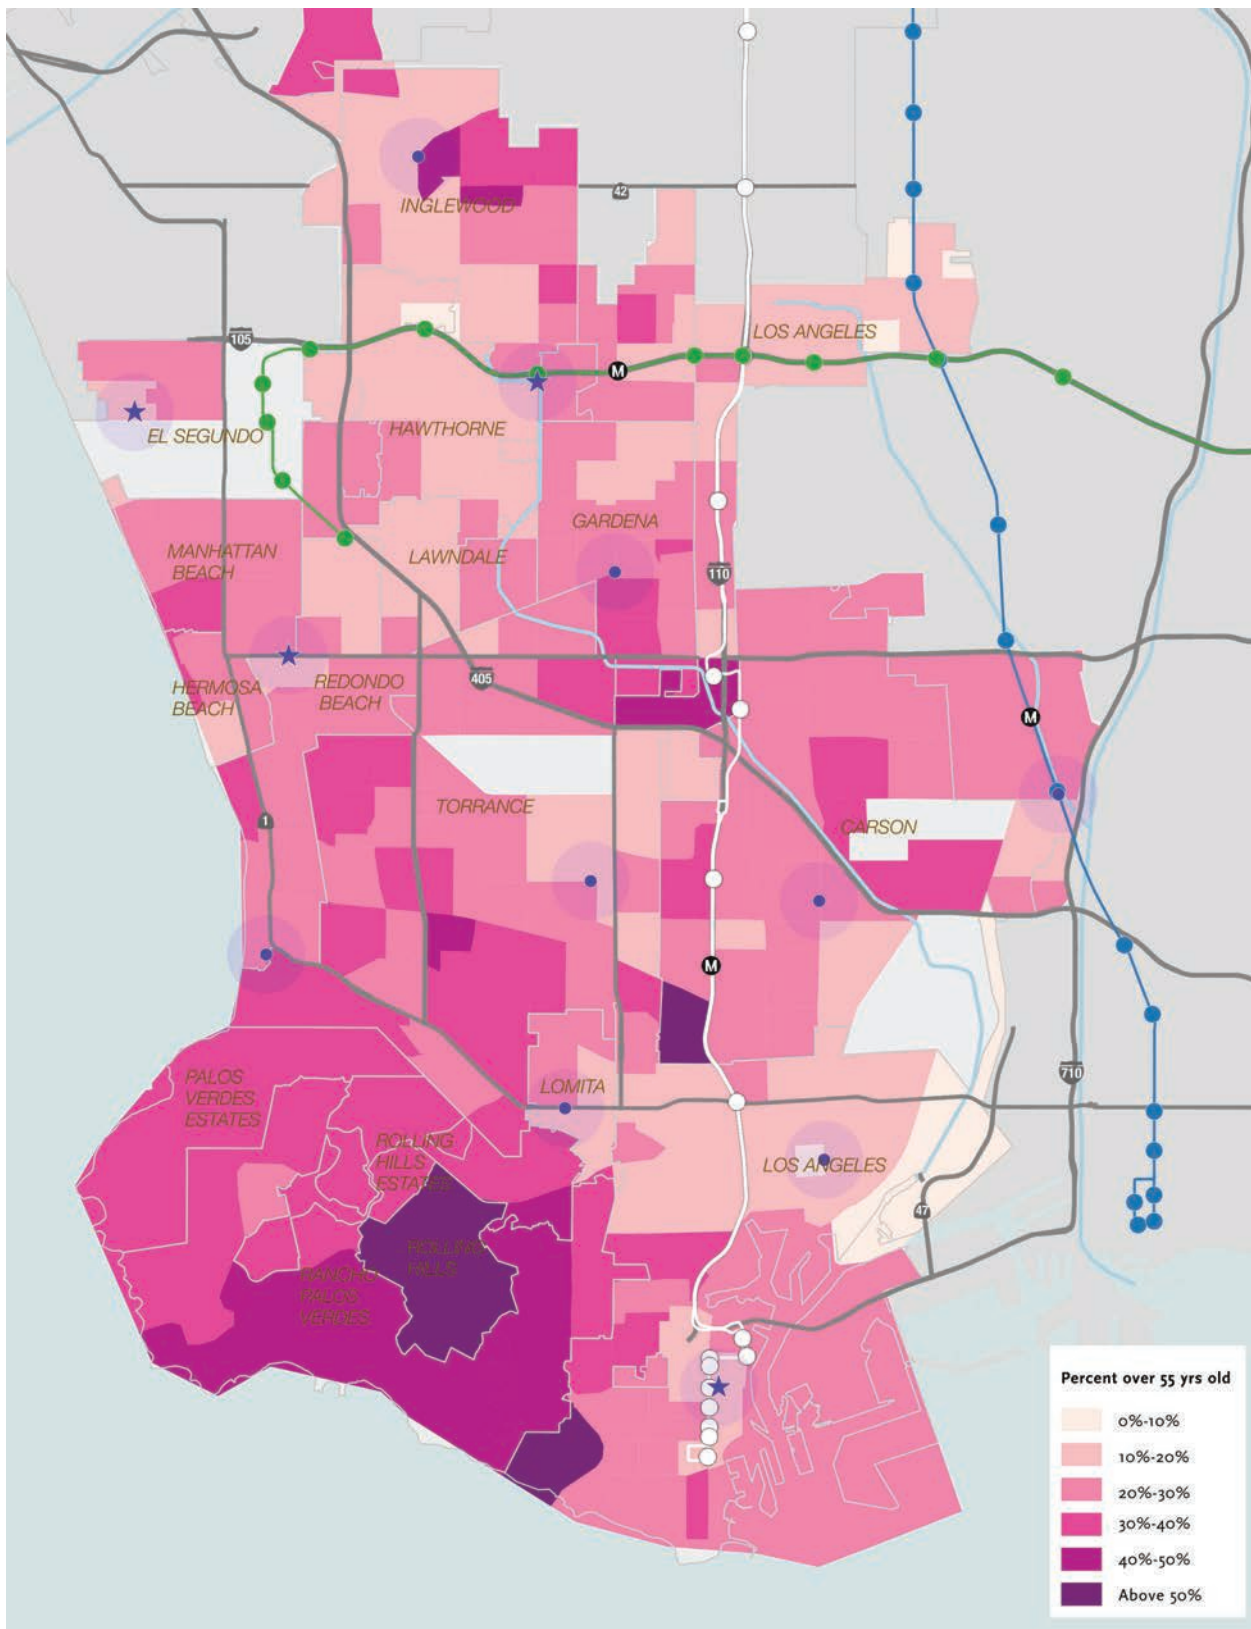 INGLEWOOD
42
LOS ANGELES
105
EL SEGUNDO
HAWTHORNE
M
GARDENA
MANHATTAN
BEACH
LAWNDALE
110
HERMOSA
BEACH
REDONDO
BEACH
405
M
TORRANCE
1
CARSON
M
PALOS
VERDES
ESTATES
LOMITA
710
ROLLING
HILLS
ESTATES
LOS ANGELES
47
ROLLING
HILLS
RANCHO
PALOS
VERDES
Percent over 55 yrs old
0%-10%
10%-20%
20%-30%
30%-40%
40%-50%
Above 50%